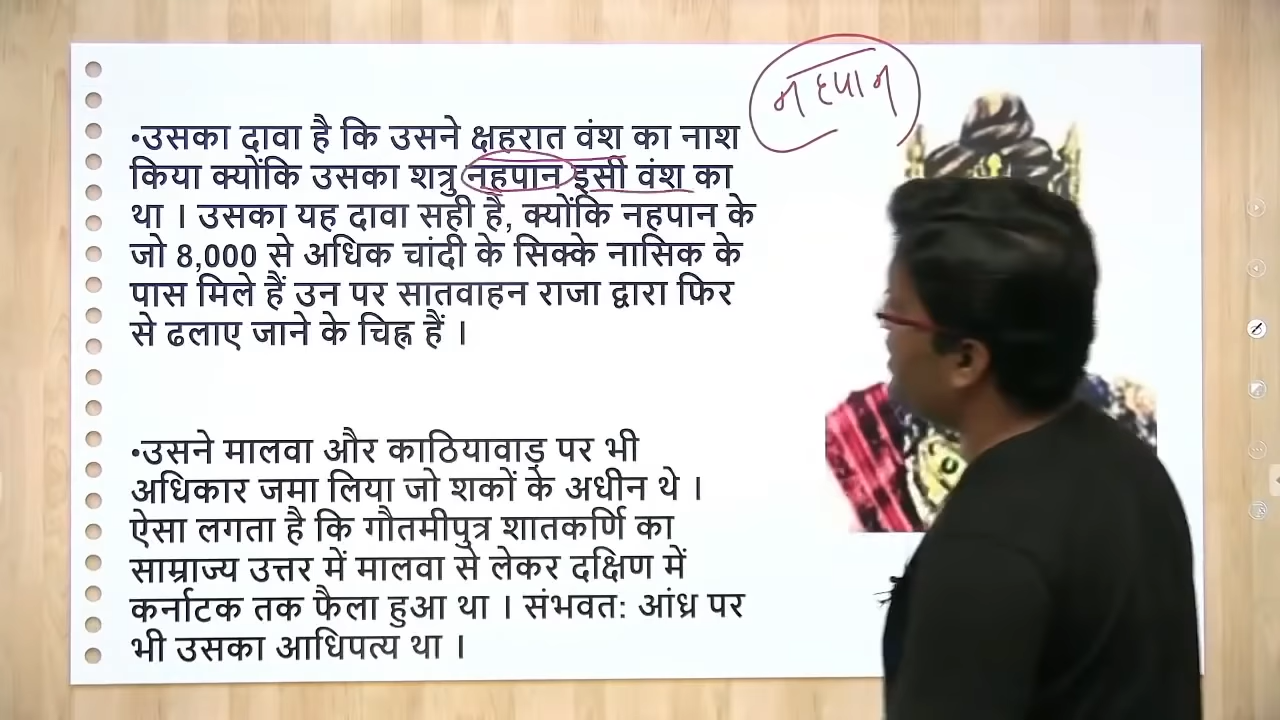 नहपान
•उसका दावा है कि उसने क्षहरात वंश का नाश
किया क्योंकि उसका शत्रु नहपान इसी वंश का
था । उसका यह दावा सही है, क्योंकि नहपान के
जो 8,000 से अधिक चांदी के सिक्के नासिक के
पास मिले हैं उन पर सातवाहन राजा द्वारा फिर
से ढलाए जाने के चिह्न हैं ।
•उसने मालवा और काठियावाड़ पर भी
अधिकार जमा लिया जो शकों के अधीन थे ।
ऐसा लगता है कि गौतमीपुत्र शातकर्णि का
साम्राज्य उत्तर में मालवा से लेकर दक्षिण में
कर्नाटक तक फैला हुआ था । संभवत: आंध्र पर
भी उसका आधिपत्य था ।